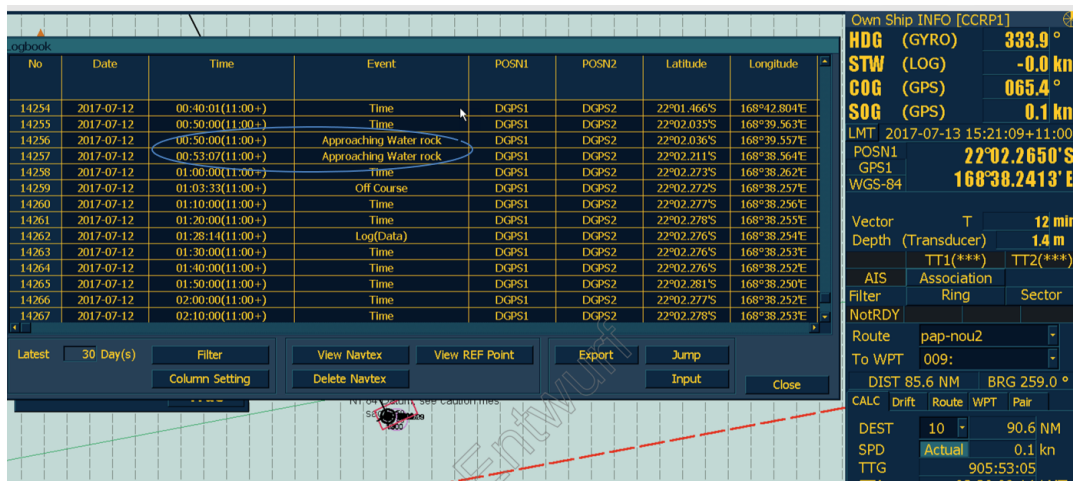 Own Ship INFO [CCRP1]
HDG (GYRO) 333.9 °
STW (LOG) -0.0 kn
COG (GPS) 065.4 °
SOG (GPS) 0.1 kn
LMT 2017-07-13 15:21:09+11:00
POSN1 22°02.2650'S
GPS1
WGS-84 168°38.2413'E
Vector T 12 min
Depth (Transducer) 1.4 m
TT1(***) TT2(***)
AIS Association
Filter Ring Sector
NotRDY
Route pap-nou2
To WPT 009:
DIST 85.6 NM BRG 259.0 °
CALC Drift Route WPT Pair
DEST 10 90.6 NM
SPD Actual 0.1 kn
TTG 905:53:05
ogbook
No Date Time Event POSN1 POSN2 Latitude Longitude
14254 2017-07-12 00:40:01(11:00+) Time DGPS1 DGPS2 22°01.466'S 168°42.804'E
14255 2017-07-12 00:50:00(11:00+) Time DGPS1 DGPS2 22°02.035'S 168°39.563'E
14256 2017-07-12 00:50:00(11:00+) Approaching Water rock DGPS1 DGPS2 22°02.036'S 168°39.557'E
14257 2017-07-12 00:53:07(11:00+) Approaching Water rock DGPS1 DGPS2 22°02.211'S 168°38.564'E
14258 2017-07-12 01:00:00(11:00+) Time DGPS1 DGPS2 22°02.273'S 168°38.262'E
14259 2017-07-12 01:03:33(11:00+) Off Course DGPS1 DGPS2 22°02.272'S 168°38.257'E
14260 2017-07-12 01:10:00(11:00+) Time DGPS1 DGPS2 22°02.277'S 168°38.256'E
14261 2017-07-12 01:20:00(11:00+) Time DGPS1 DGPS2 22°02.278'S 168°38.255'E
14262 2017-07-12 01:28:14(11:00+) Log(Data) DGPS1 DGPS2 22°02.276'S 168°38.254'E
14263 2017-07-12 01:30:00(11:00+) Time DGPS1 DGPS2 22°02.276'S 168°38.253'E
14264 2017-07-12 01:40:00(11:00+) Time DGPS1 DGPS2 22°02.276'S 168°38.252'E
14265 2017-07-12 01:50:00(11:00+) Time DGPS1 DGPS2 22°02.281'S 168°38.250'E
14266 2017-07-12 02:00:00(11:00+) Time DGPS1 DGPS2 22°02.277'S 168°38.252'E
14267 2017-07-12 02:10:00(11:00+) Time DGPS1 DGPS2 22°02.278'S 168°38.253'E
Latest 30 Day(s) Filter View Navtex View REF Point Export Jump
Column Setting Delete Navtex Input Close
see caution mes
Entwurf